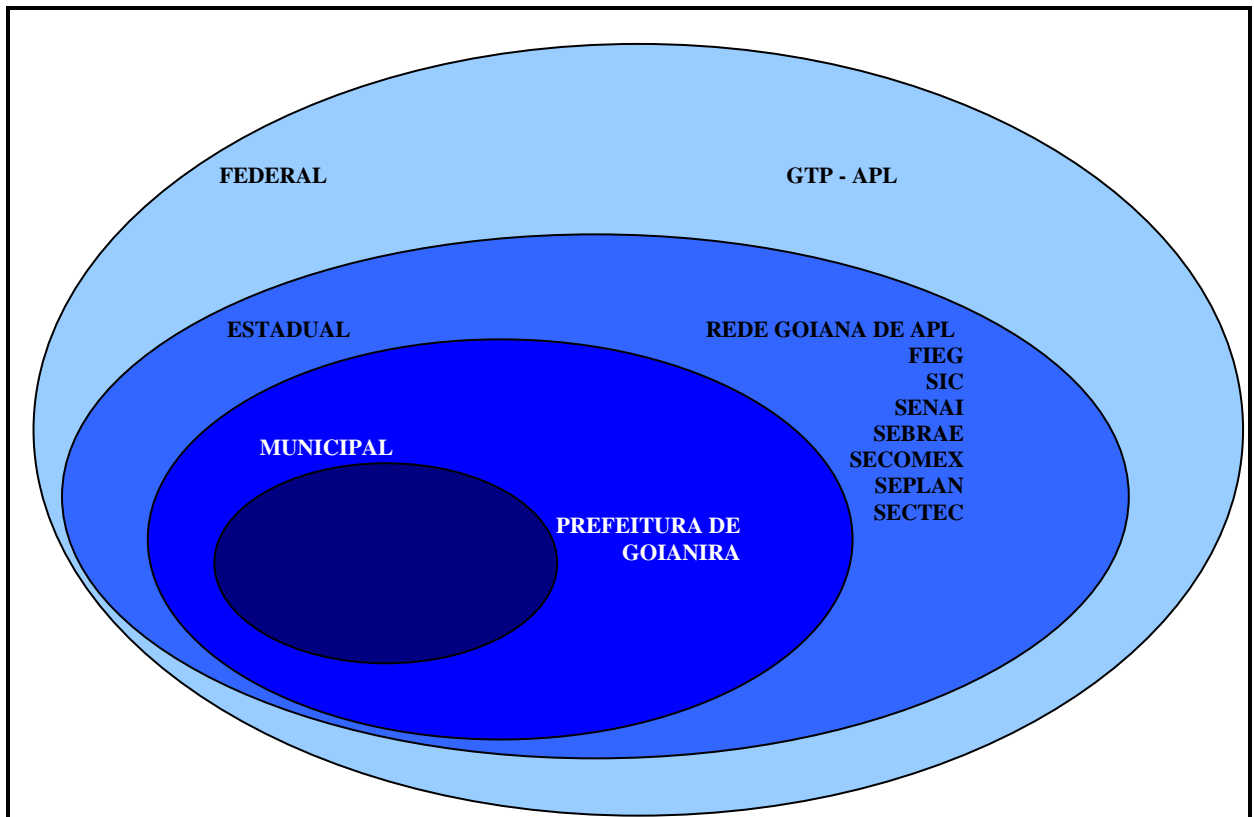 FEDERAL
GTP - APL
ESTADUAL
REDE GOIANA DE APL
FIEG
SIC
SENAI
SEBRAE
SECOMEX
SEPLAN
SECTEC
MUNICIPAL
PREFEITURA DE
GOIANIRA